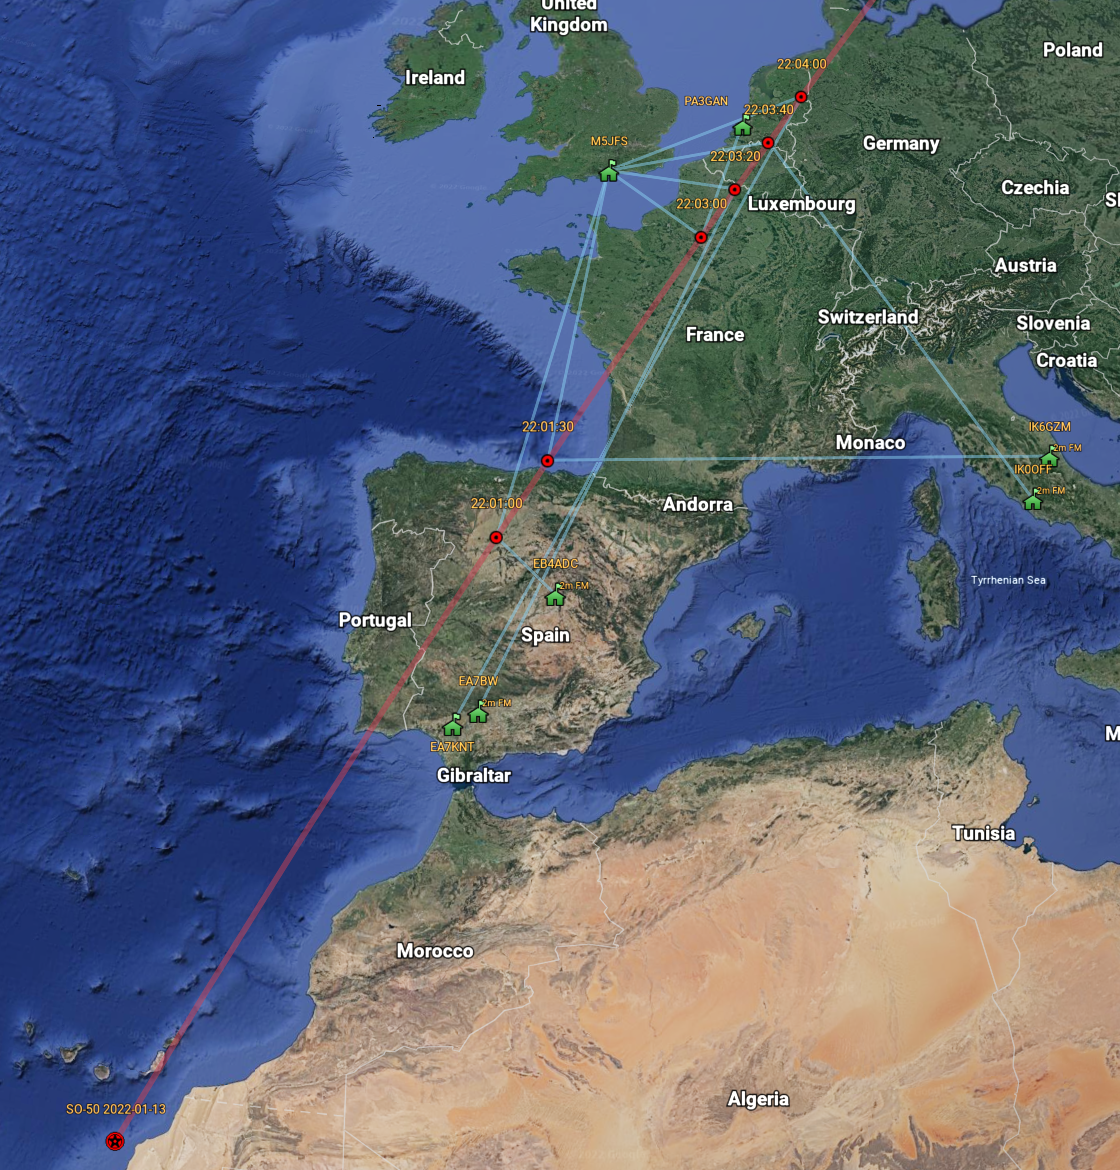 United
Kingdom
Poland
Ireland
22:04:00
PA3GAN
22:03:40
M5JFS
Germany
22:03:20
Czechia
22:03:00
Luxembourg
Austria
Switzerland
Slovenia
France
Croatia
22:01:30
IK6GZM
Monaco
2m FM
IK0OFF
2m FM
22:01:00
Andorra
EB4ADC
2m FM
Tyrrhenian Sea
Portugal
Spain
EA7BW
2m FM
EA7KNT
Gibraltar
Tunisia
Morocco
Algeria
SO-50 2022-01-13